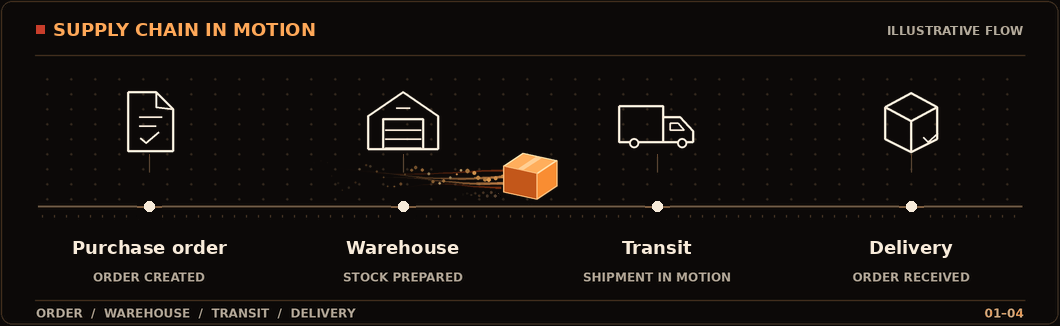 SUPPLY CHAIN IN MOTION
ILLUSTRATIVE FLOW
Purchase order
Warehouse
Transit
Delivery
ORDER CREATED
STOCK PREPARED
SHIPMENT IN MOTION
ORDER RECEIVED
ORDER / WAREHOUSE / TRANSIT / DELIVERY
01–04